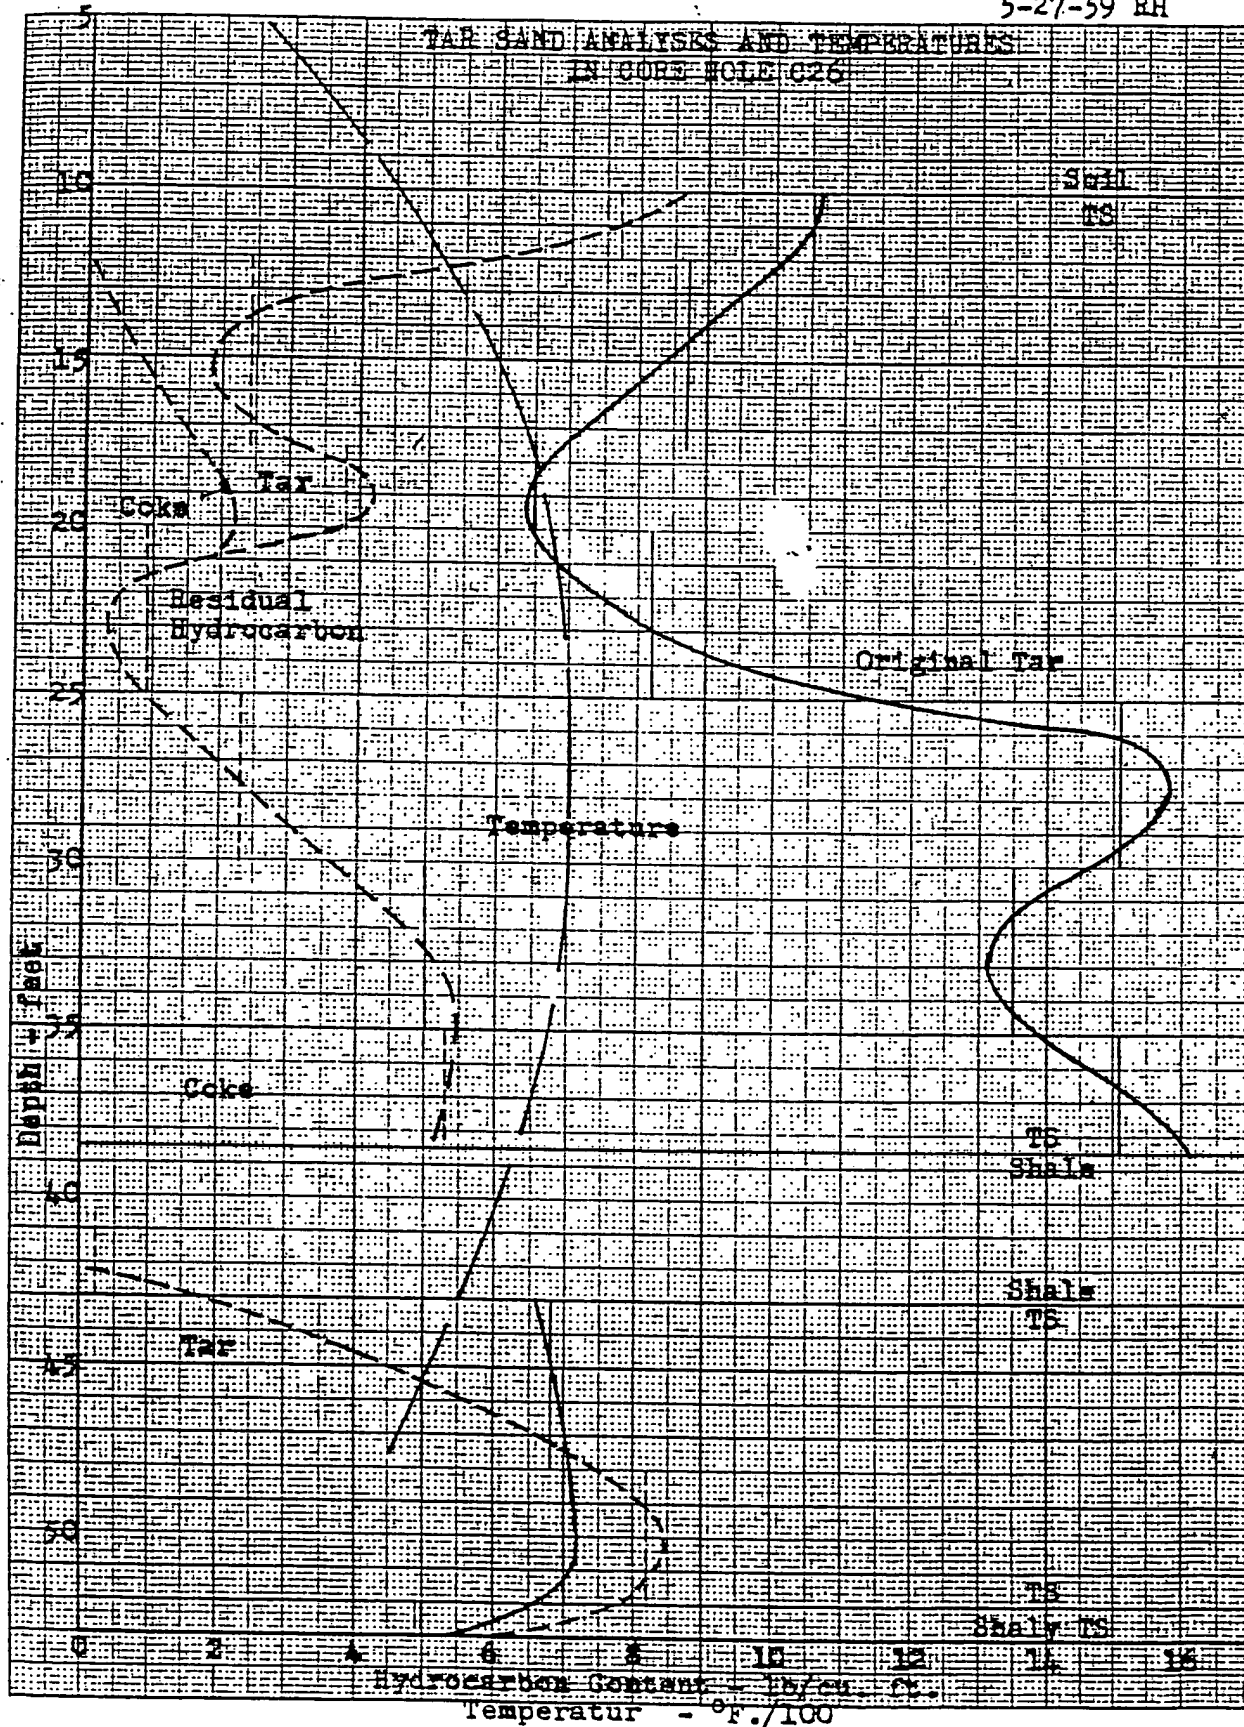 5-27-59 RH
5
TAR SAND ANALYSES AND TEMPERATURES
IN CORE HOLE C26
10
Soil
TS
15
Tar
Coke
20
Residual
Hydrocarbon
Original Tar
25
Temperature
30
Depth - feet
35
Coke
TS
Shale
40
Shale
TS
Tar
45
50
TS
Shaly TS
0 2 4 6 8 10 12 14 16
Hydrocarbon Content - Lb/cu. ft.
Temperatur - °F./100